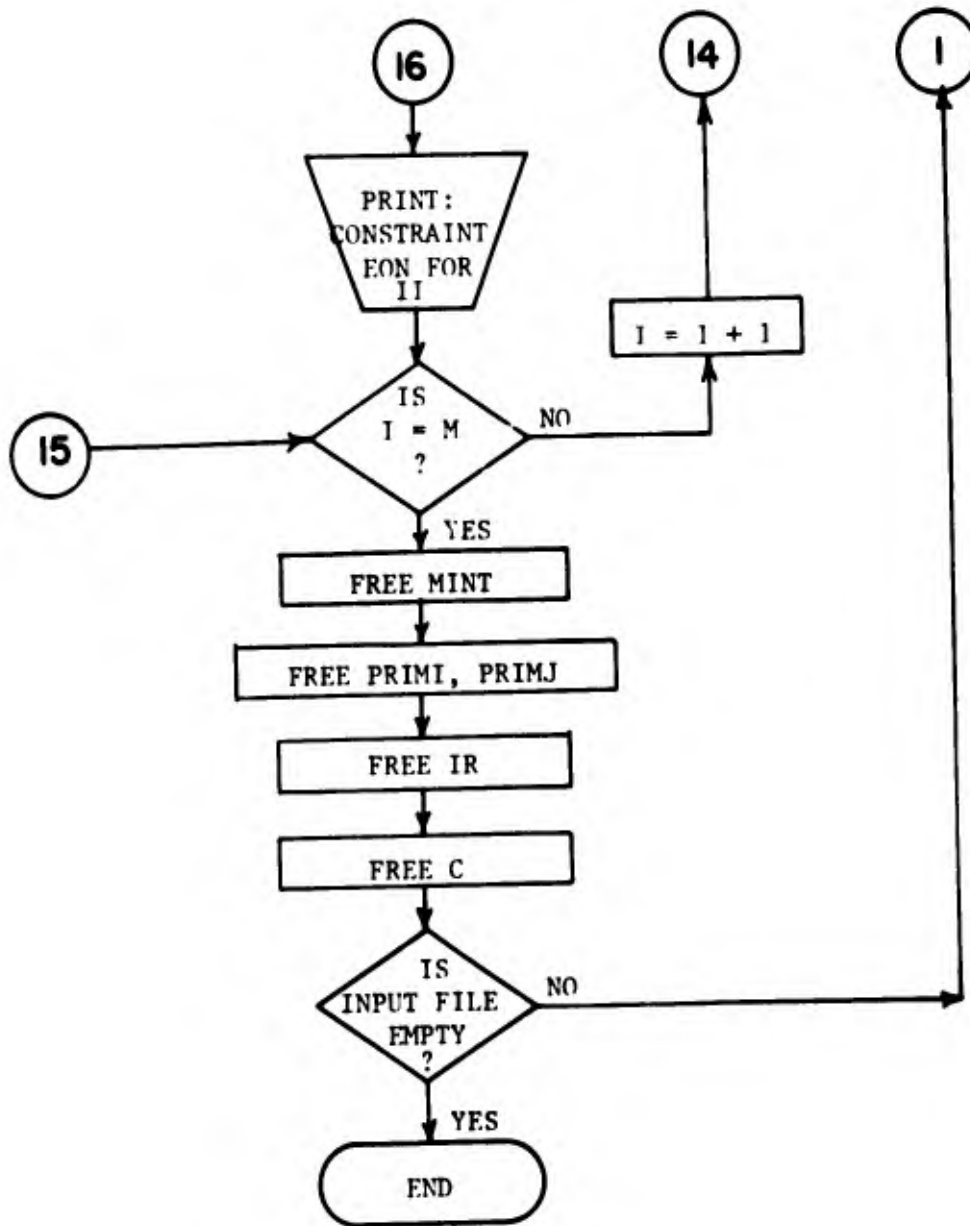 16
14
1
PRINT:
CONSTRAINT
EQN FOR
II
I = I + 1
IS
I = M
?
NO
15
YES
FREE MINT
FREE PRIMI, PRIMJ
FREE IR
FREE C
IS
INPUT FILE
EMPTY
?
NO
YES
END